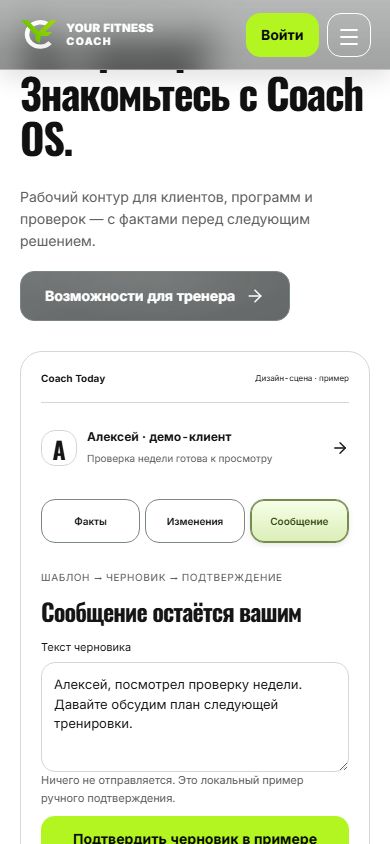 YOUR FITNESS
COACH
Войти
Знакомьтесь с Coach
OS.
Рабочий контур для клиентов, программ и
проверок — с фактами перед следующим
решением.
Возможности для тренера
Coach Today
Дизайн-сцена · пример
А
Алексей · демо-клиент
Проверка недели готова к просмотру
Факты
Изменения
Сообщение
ШАБЛОН → ЧЕРНОВИК → ПОДТВЕРЖДЕНИЕ
Сообщение остаётся вашим
Текст черновика
Алексей, посмотрел проверку недели.
Давайте обсудим план следующей
тренировки.
Ничего не отправляется. Это локальный пример
ручного подтверждения.
Подтвердить черновик в примере